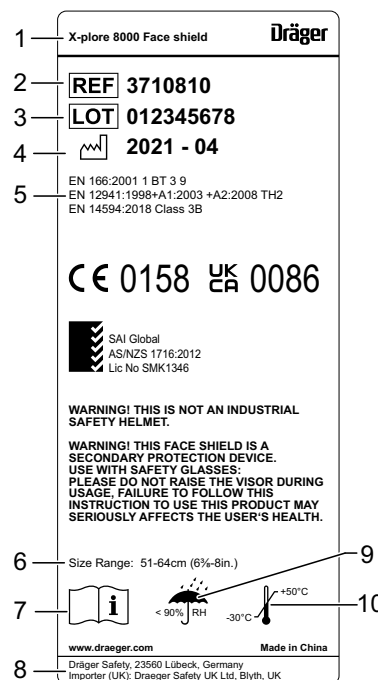 1
X-plore 8000 Face shield
Dräger
2
REF 3710810
3
LOT 012345678
4
2021 - 04
5
EN 166:2001 1 BT 3 9
EN 12941:1998+A1:2003 +A2:2008 TH2
EN 14594:2018 Class 3B
CE 0158 UKCA 0086
SAI Global
AS/NZS 1716:2012
Lic No SMK1346
WARNING! THIS IS NOT AN INDUSTRIAL
SAFETY HELMET.
WARNING! THIS FACE SHIELD IS A
SECONDARY PROTECTION DEVICE.
USE WITH SAFETY GLASSES:
PLEASE DO NOT RAISE THE VISOR DURING
USAGE, FAILURE TO FOLLOW THIS
INSTRUCTION TO USE THIS PRODUCT MAY
SERIOUSLY AFFECTS THE USER'S HEALTH.
6
Size Range: 51-64cm (6⅜-8in.)
9
7
i
< 90% RH
-30°C
+50°C
10
www.draeger.com
Made in China
8
Dräger Safety, 23560 Lübeck, Germany
Importer (UK): Draeger Safety UK Ltd, Blyth, UK